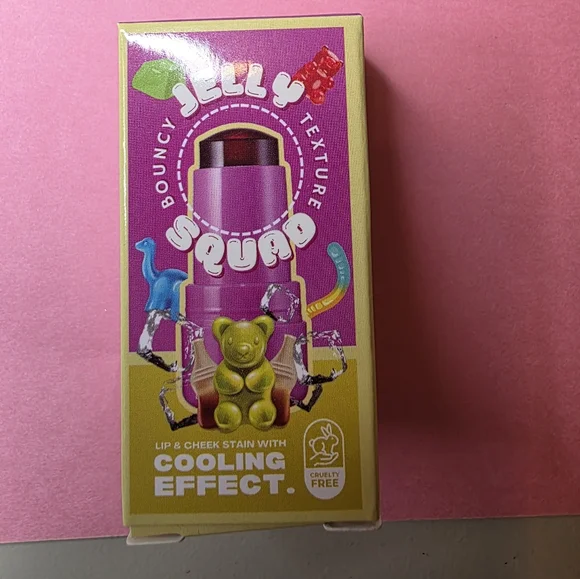 JELLY
BOUNCY
TEXTURE
SQUAD
LIP & CHEEK STAIN WITH
COOLING
EFFECT.
CRUELTY
FREE